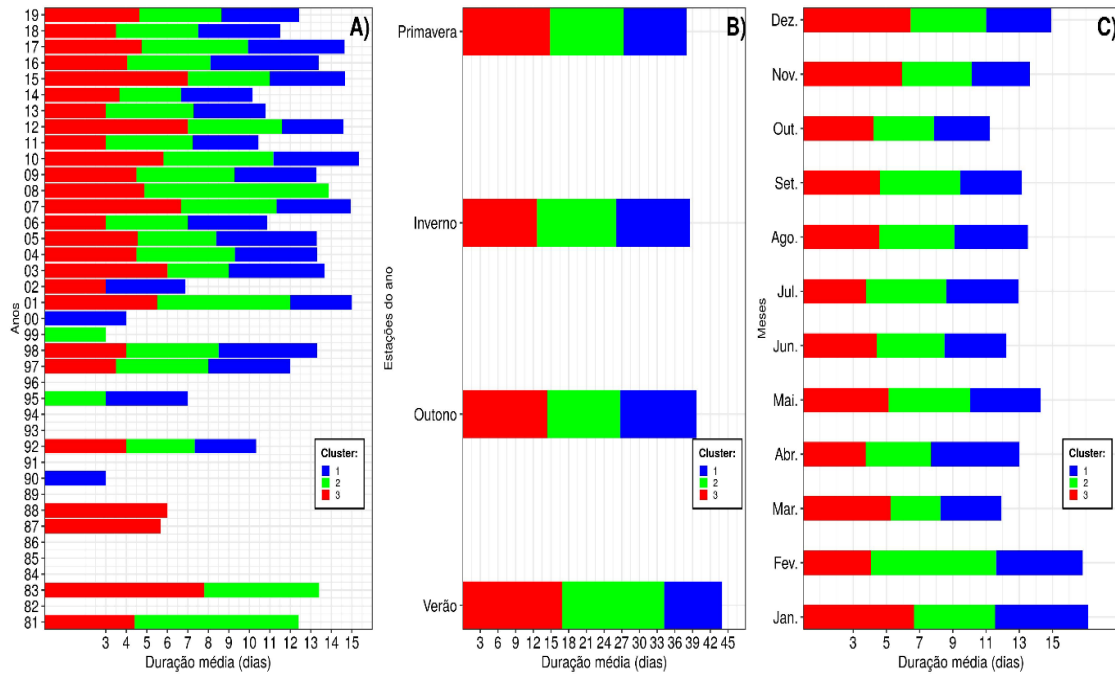 A)
Anos
19
18
17
16
15
14
13
12
11
10
09
08
07
06
05
04
03
02
01
00
99
98
97
96
95
94
93
92
91
90
89
88
87
86
85
84
83
82
81
3 4 5 6 7 8 9 10 11 12 13 14 15
Duração média (dias)
Cluster:
1
2
3
B)
Estações do ano
Primavera
Inverno
Outono
Verão
3 6 9 12 15 18 21 24 27 30 33 36 39 42 45
Duração média (dias)
Cluster:
1
2
3
C)
Meses
Dez.
Nov.
Out.
Set.
Ago.
Jul.
Jun.
Mai.
Abr.
Mar.
Fev.
Jan.
3 5 7 9 11 13 15
Duração média (dias)
Cluster:
1
2
3